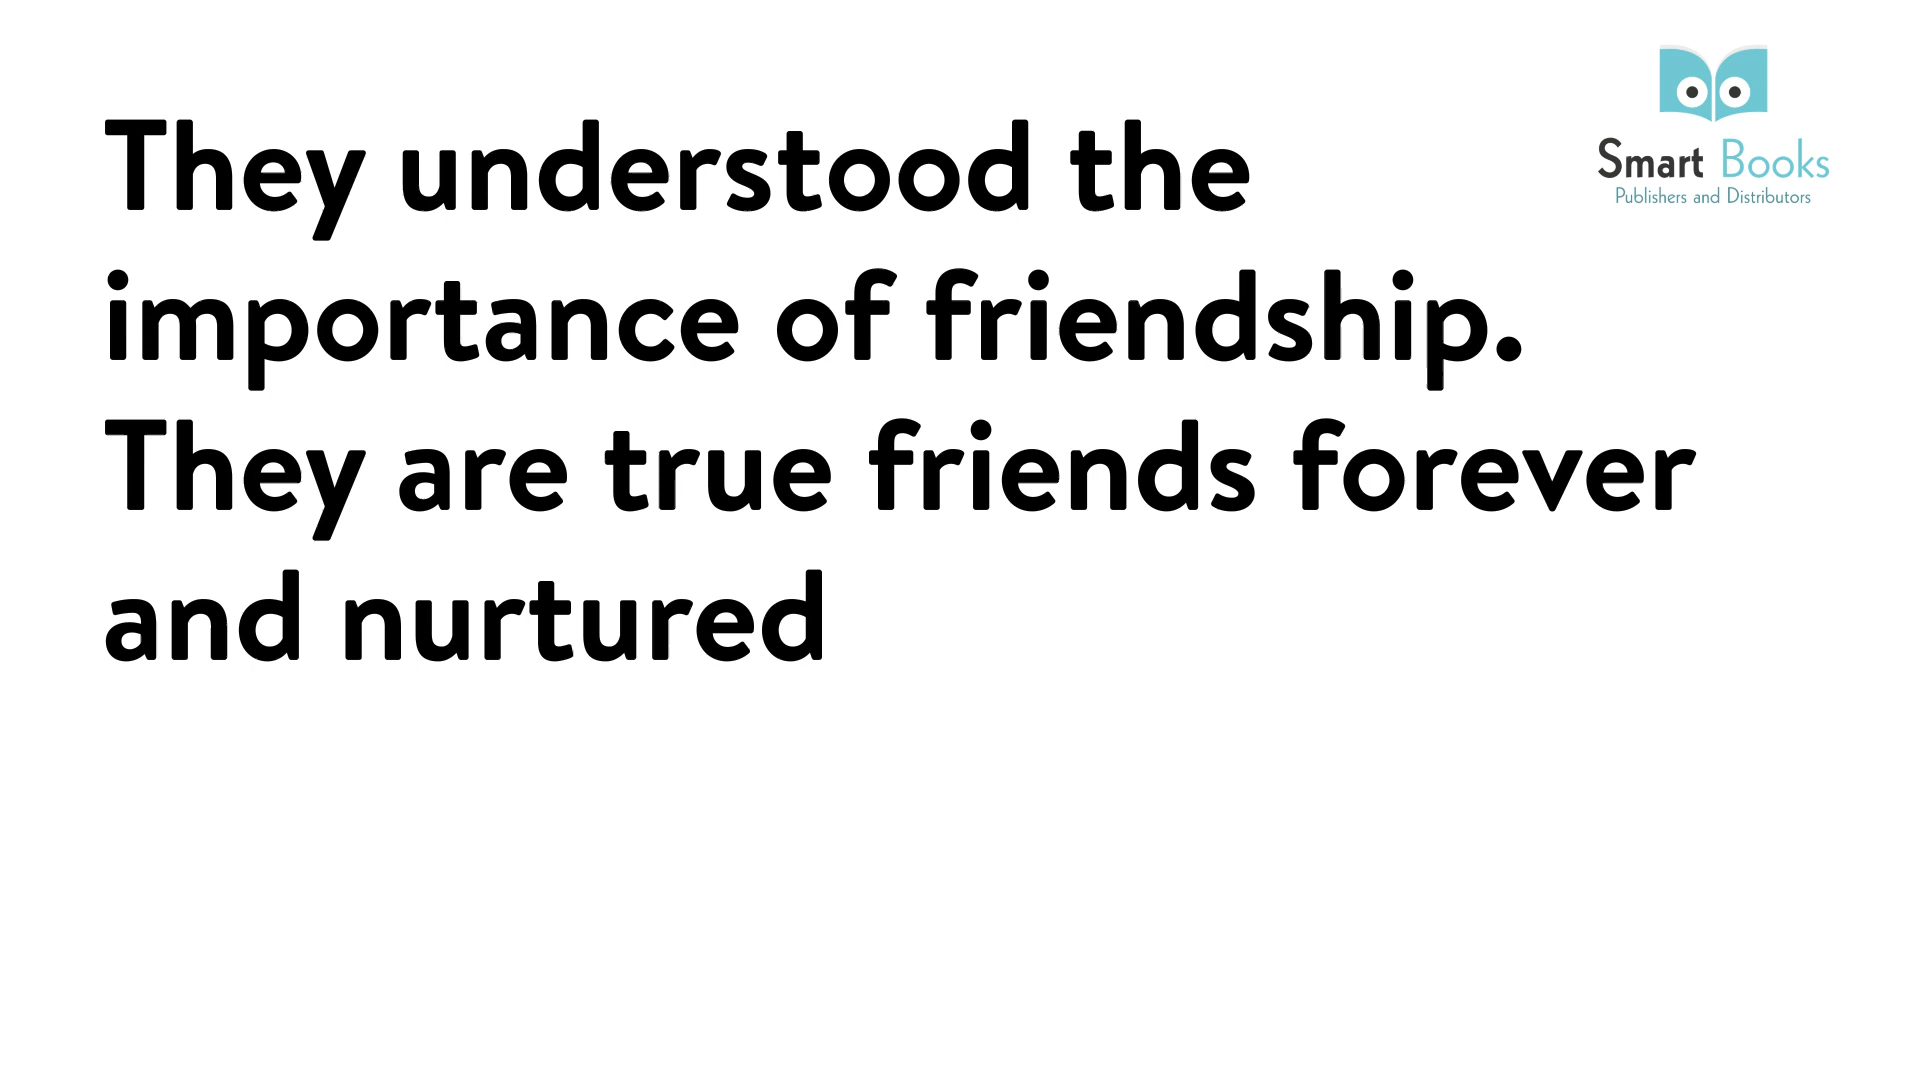 They understood the
importance of friendship.
They are true friends forever
and nurtured
Smart Books
Publishers and Distributors